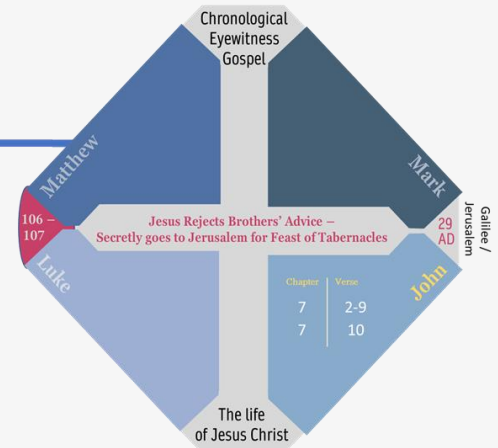 Chronological
Eyewitness
Gospel
Matthew
Mark
106 –
107
Jesus Rejects Brothers' Advice –
Secretly goes to Jerusalem for Feast of Tabernacles
29
AD
Galilee /
Jerusalem
Luke
John
Chapter Verse
7 2-9
7 10
The life
of Jesus Christ